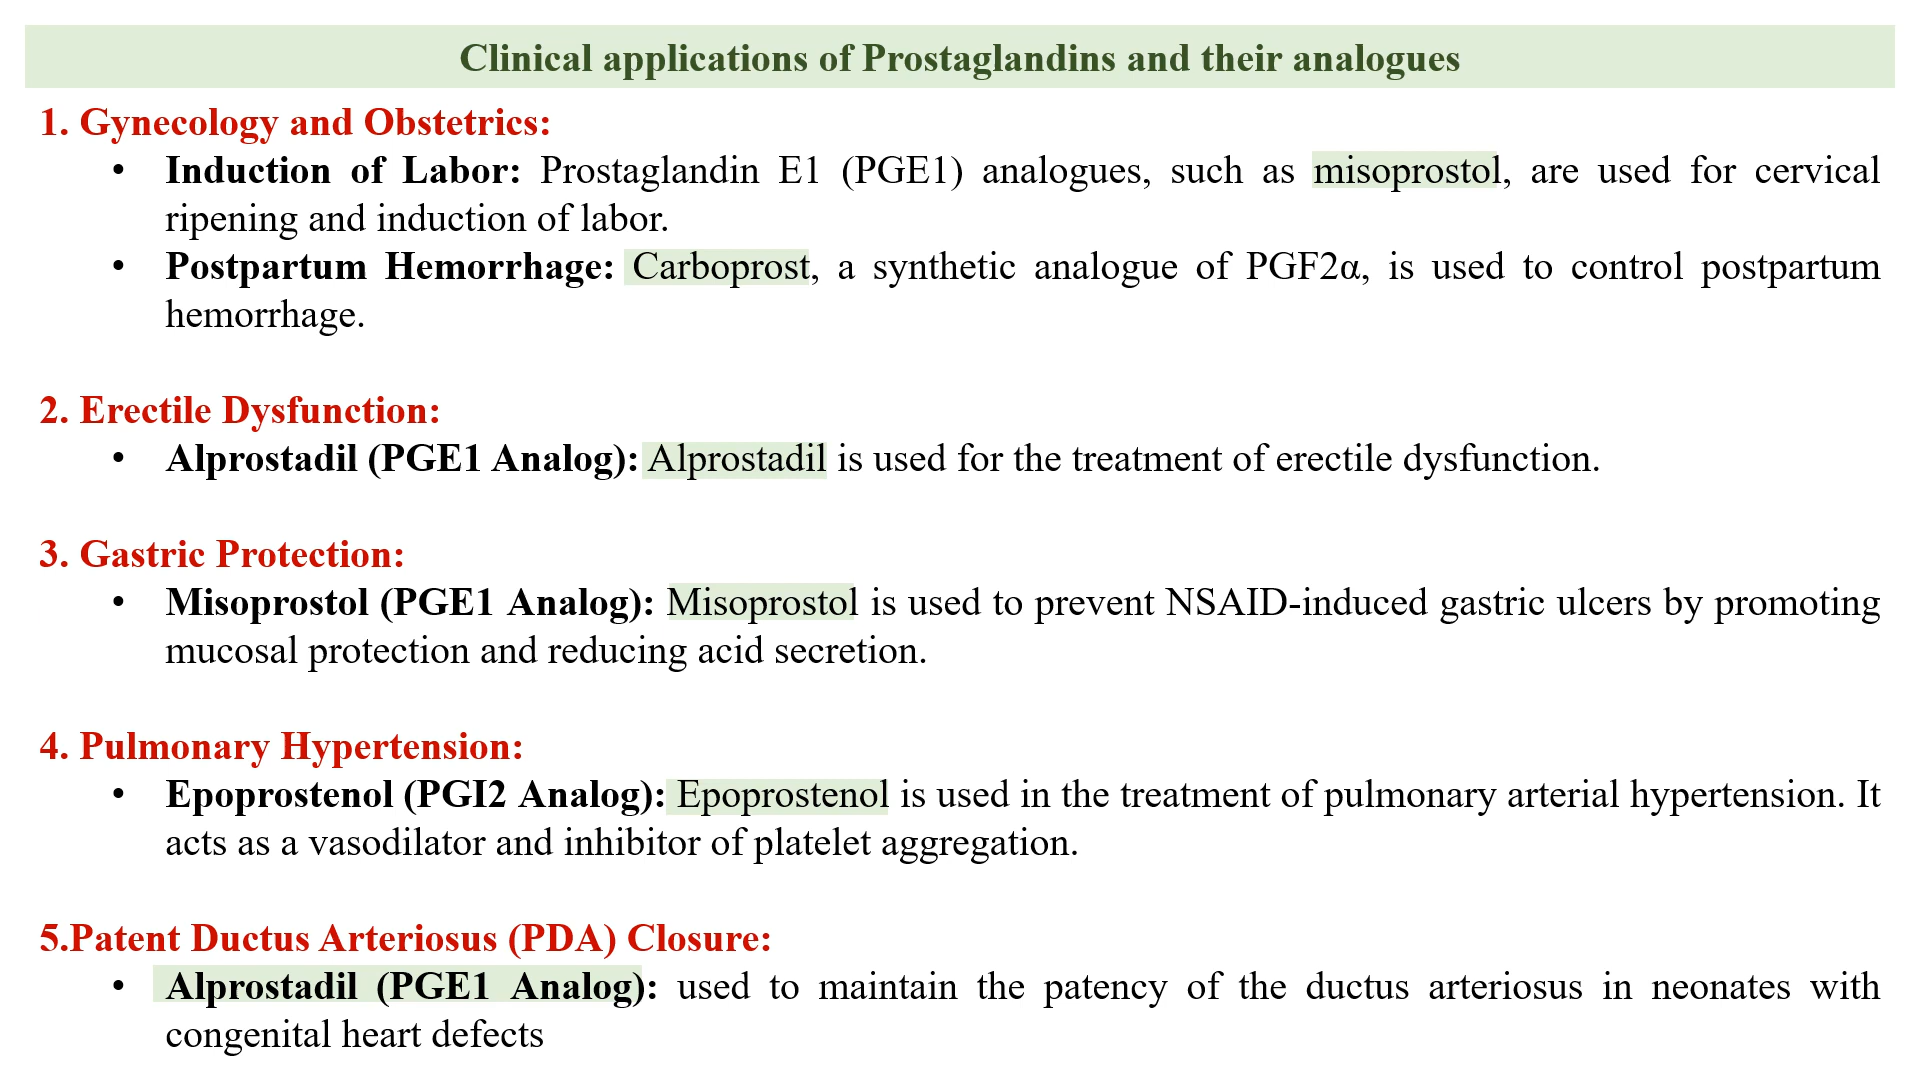 Clinical applications of Prostaglandins and their analogues
1. Gynecology and Obstetrics:
• Induction of Labor: Prostaglandin E1 (PGE1) analogues, such as misoprostol, are used for cervical
ripening and induction of labor.
• Postpartum Hemorrhage: Carboprost, a synthetic analogue of PGF2α, is used to control postpartum
hemorrhage.
2. Erectile Dysfunction:
• Alprostadil (PGE1 Analog): Alprostadil is used for the treatment of erectile dysfunction.
3. Gastric Protection:
• Misoprostol (PGE1 Analog): Misoprostol is used to prevent NSAID-induced gastric ulcers by promoting
mucosal protection and reducing acid secretion.
4. Pulmonary Hypertension:
• Epoprostenol (PGI2 Analog): Epoprostenol is used in the treatment of pulmonary arterial hypertension. It
acts as a vasodilator and inhibitor of platelet aggregation.
5.Patent Ductus Arteriosus (PDA) Closure:
• Alprostadil (PGE1 Analog): used to maintain the patency of the ductus arteriosus in neonates with
congenital heart defects